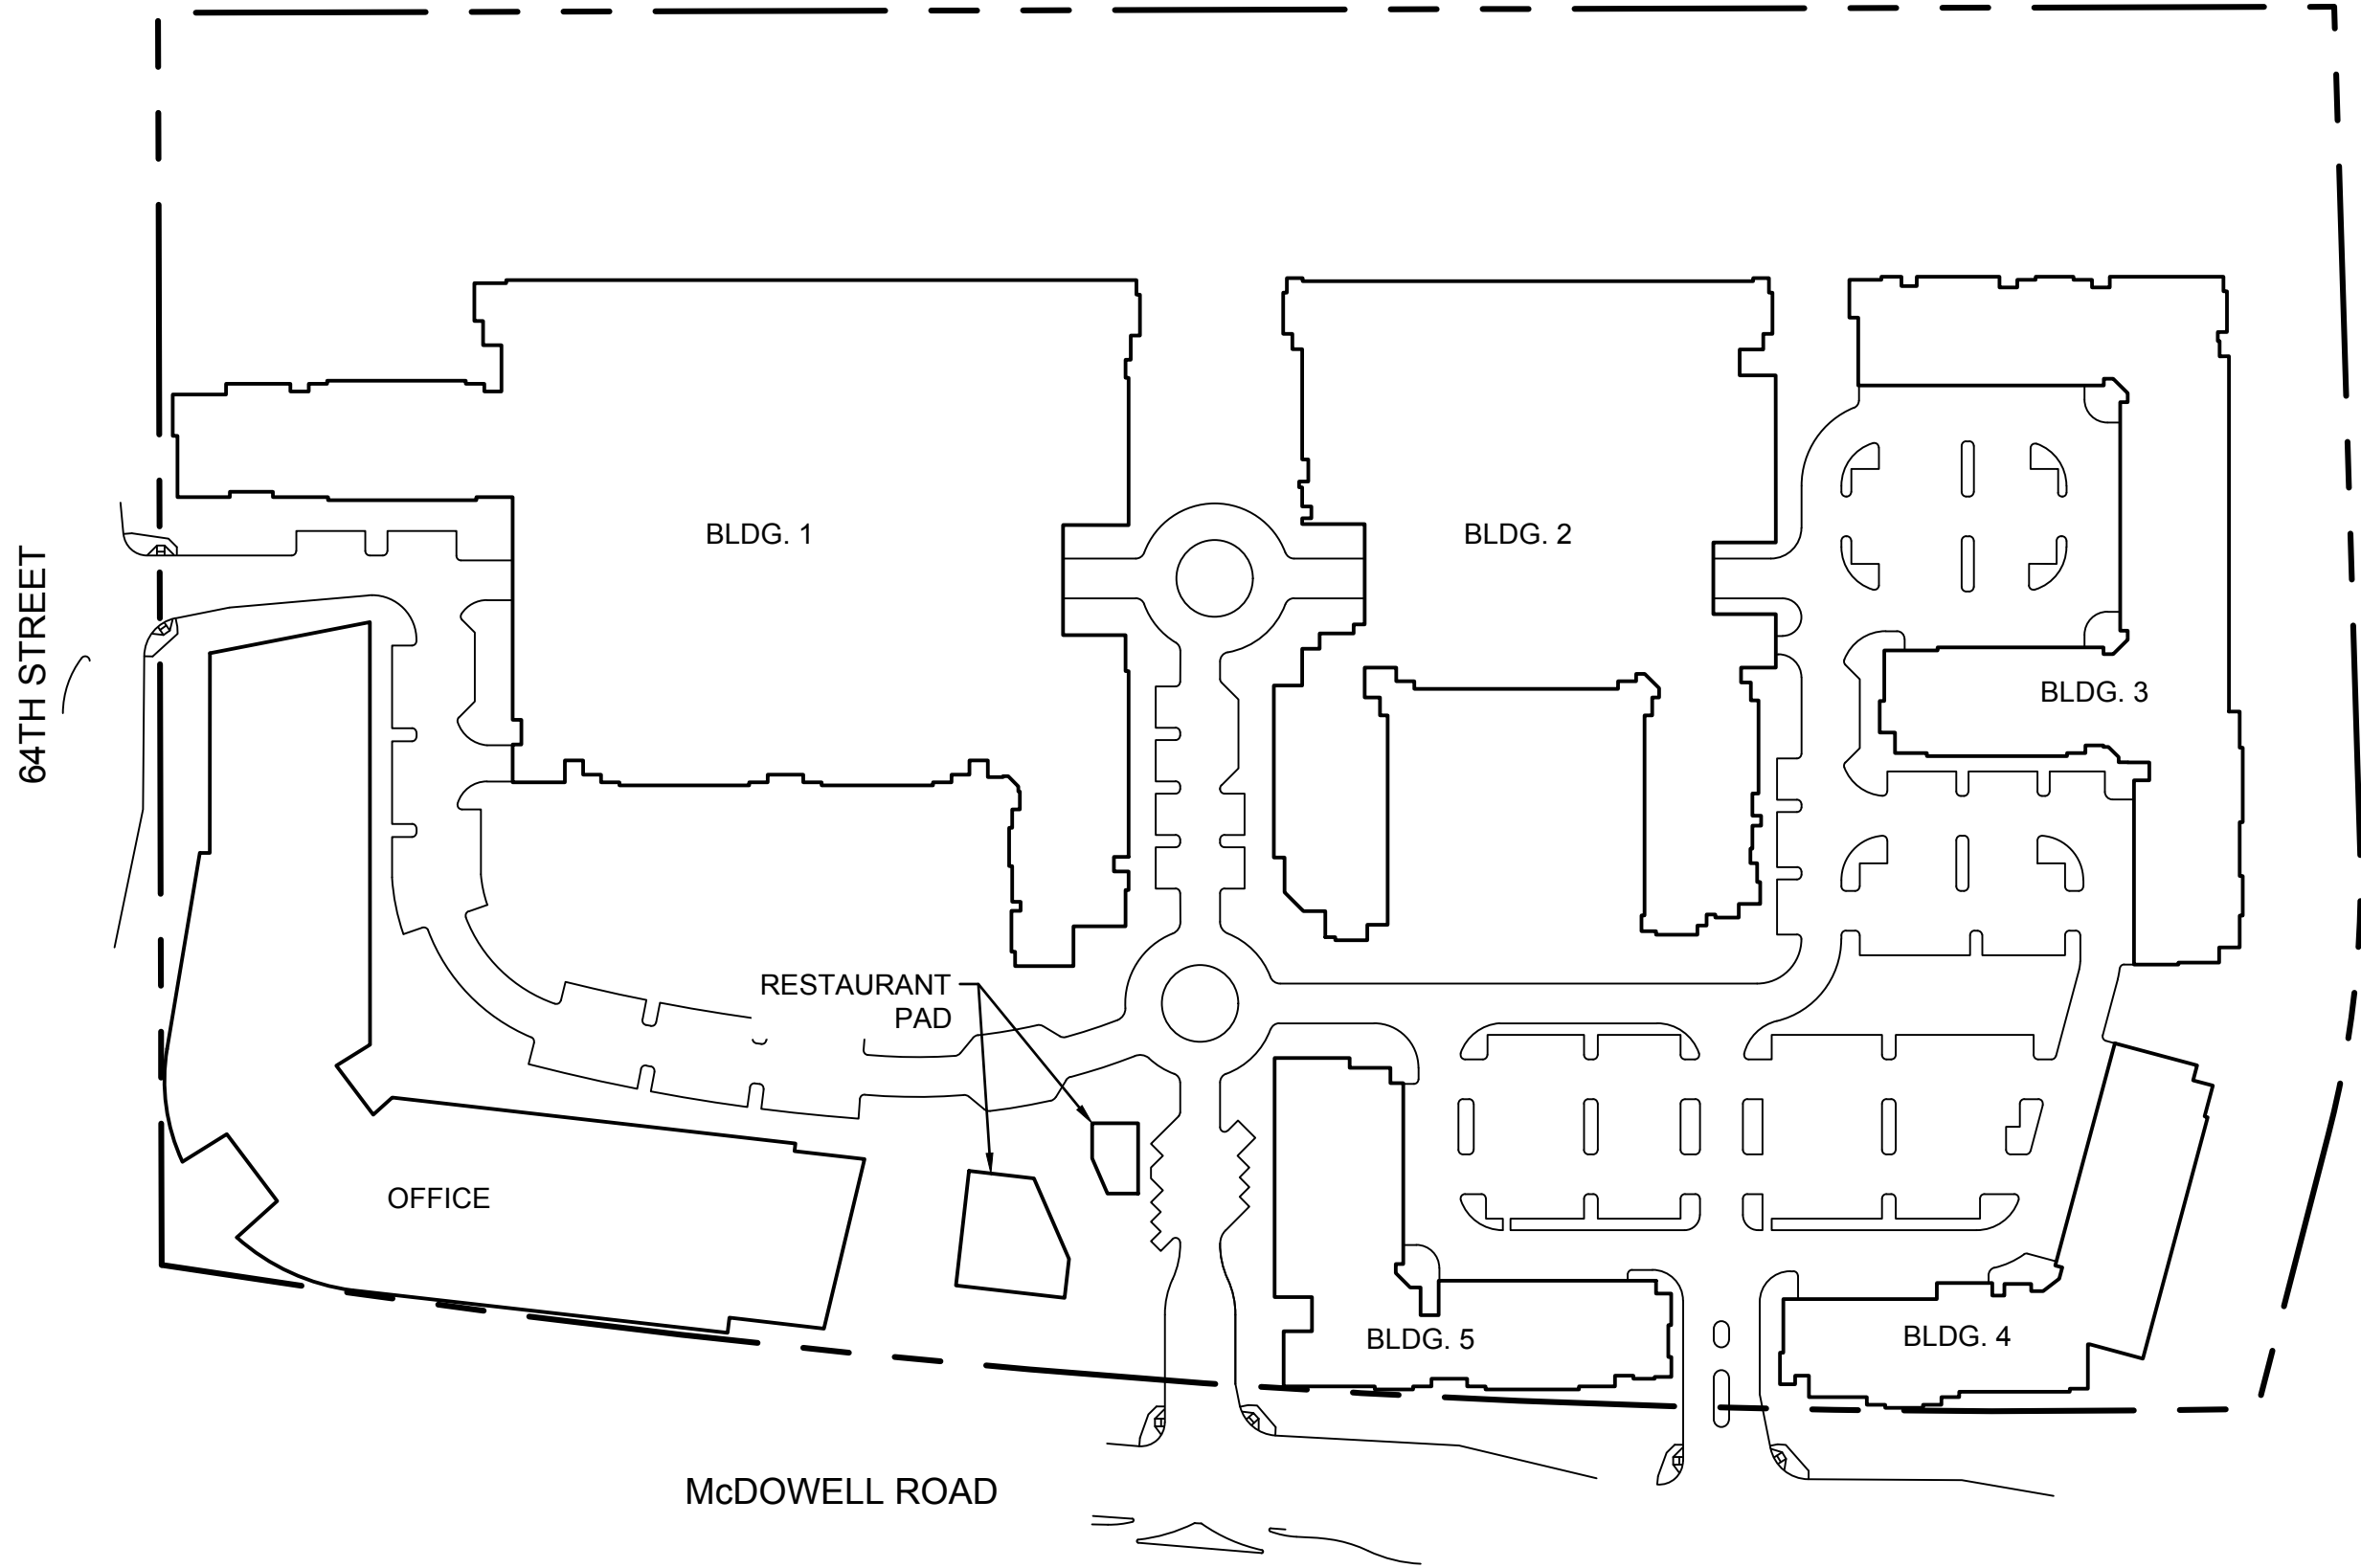 BLDG. 1
BLDG. 2
64TH STREET
BLDG. 3
RESTAURANT
PAD
OFFICE
BLDG. 5
BLDG. 4
McDOWELL ROAD